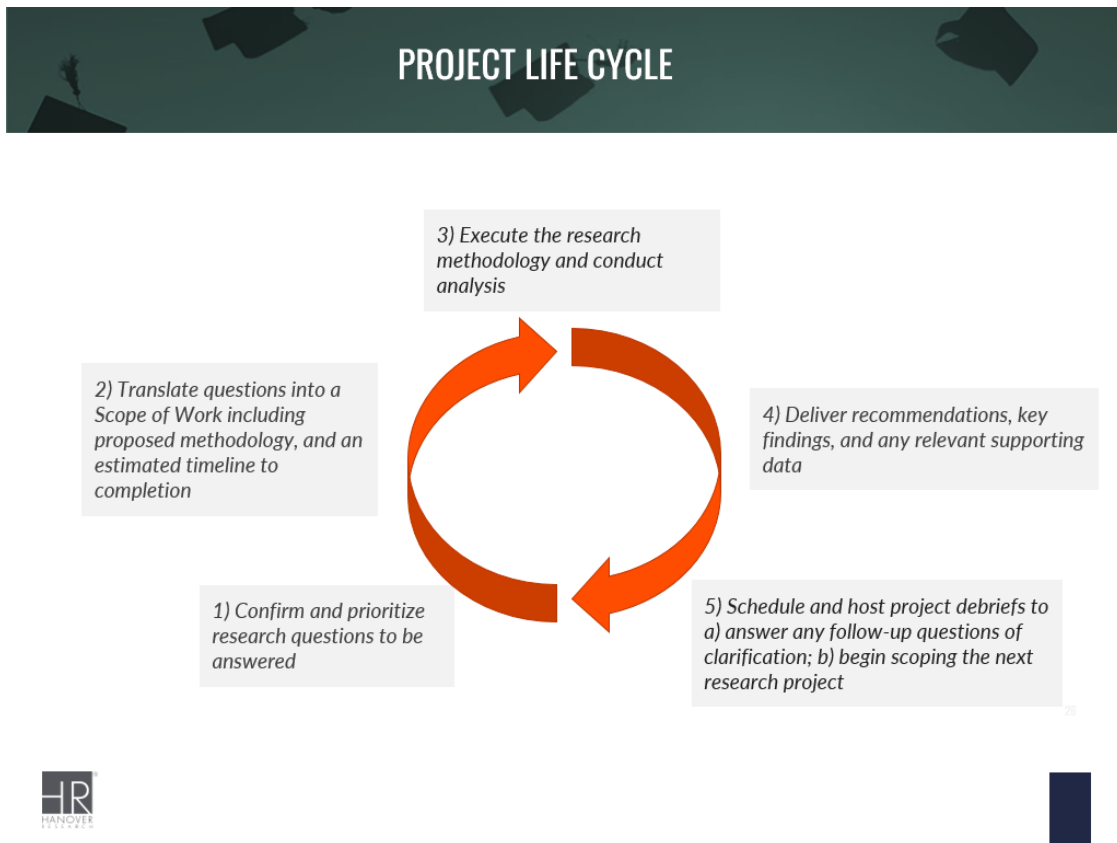 PROJECT LIFE CYCLE
3) Execute the research
methodology and conduct
analysis
2) Translate questions into a
Scope of Work including
proposed methodology, and an
estimated timeline to
completion
4) Deliver recommendations, key
findings, and any relevant supporting
data
1) Confirm and prioritize
research questions to be
answered
5) Schedule and host project debriefs to
a) answer any follow-up questions of
clarification; b) begin scoping the next
research project
26
HR
HANOVER
RESEARCH